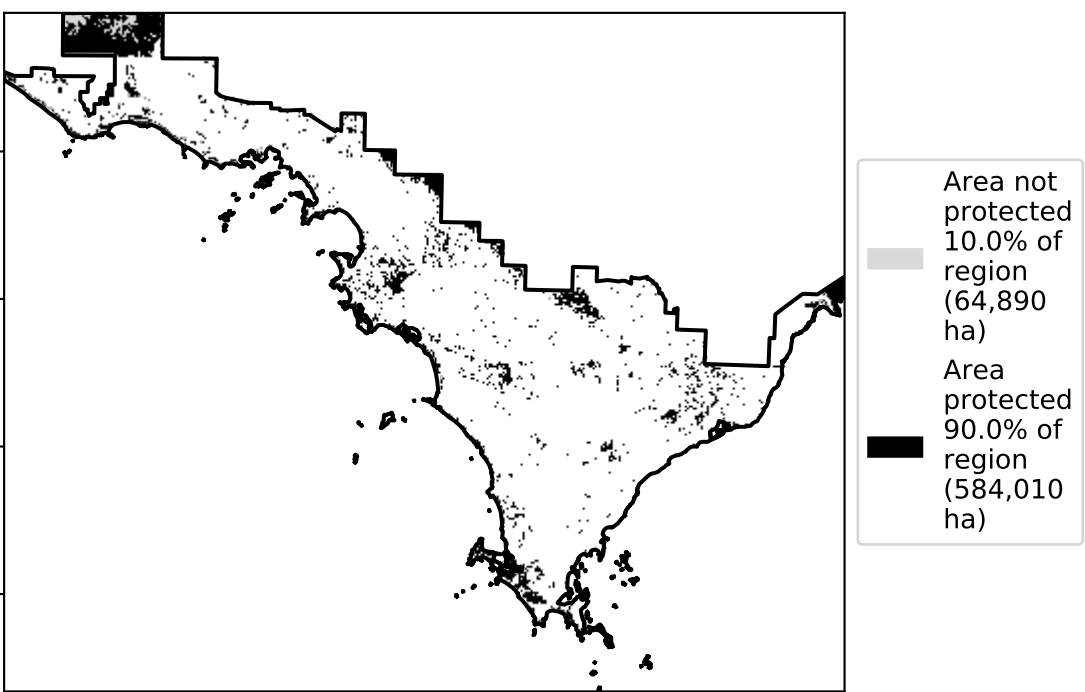 Area not
protected
10.0% of
region
(64,890
ha)
Area
protected
90.0% of
region
(584,010
ha)